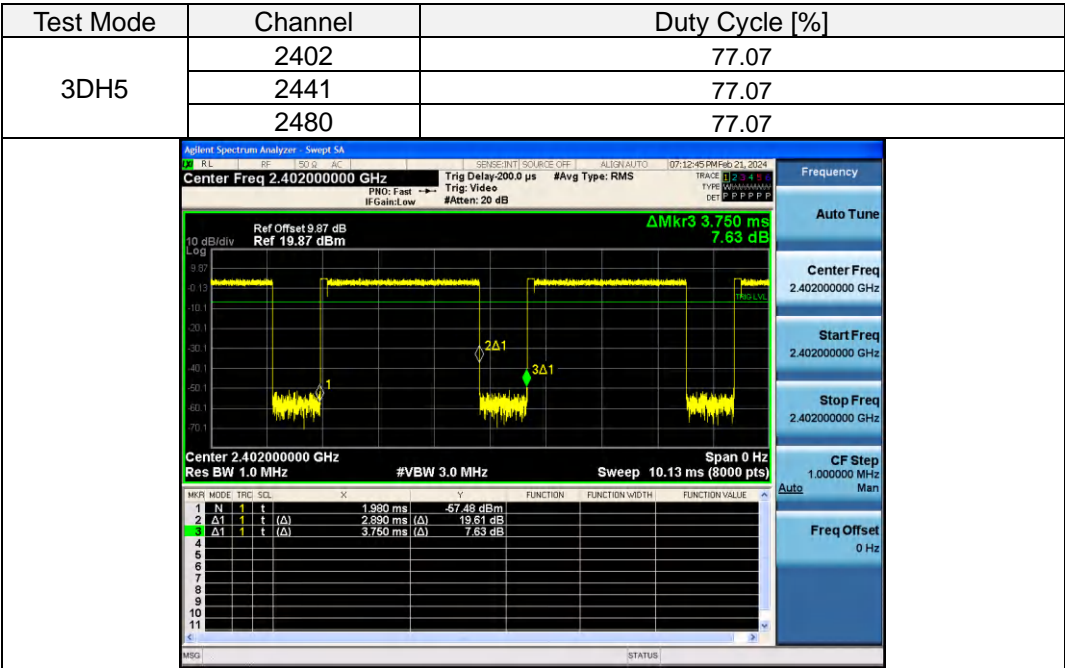 Test Mode Channel Duty Cycle [%]
3DH5
2402 77.07
2441 77.07
2480 77.07
Agilent Spectrum Analyzer - Swept SA
RL RF 50 Ω AC SENSE:INT SOURCE OFF ALIGN AUTO 07:12:45 PM Feb 21, 2024
Center Freq 2.402000000 GHz
PNO: Fast
IFGain:Low
Trig Delay-200.0 µs #Avg Type: RMS
Trig: Video
#Atten: 20 dB
TRACE 1 2 3 4 5 6
TYPE
DET P P P P P P
ΔMkr3 3.750 ms
7.63 dB
Ref Offset 9.87 dB
10 dB/div Ref 19.87 dBm
Log
9.87
-0.13
-10.1
-20.1
-30.1
-40.1
-50.1
-60.1
-70.1
TRIG LVL
2Δ1
3Δ1
1
Center 2.402000000 GHz Span 0 Hz
Res BW 1.0 MHz #VBW 3.0 MHz Sweep 10.13 ms (8000 pts)
MKR MODE TRC SCL X Y FUNCTION FUNCTION WIDTH FUNCTION VALUE
1 N 1 t 1.980 ms -57.48 dBm
2 Δ1 1 t (Δ) 2.890 ms (Δ) 19.61 dB
3 Δ1 1 t (Δ) 3.750 ms (Δ) 7.63 dB
4
5
6
7
8
9
10
11
MSG STATUS
Frequency
Auto Tune
Center Freq
2.402000000 GHz
Start Freq
2.402000000 GHz
Stop Freq
2.402000000 GHz
CF Step
1.000000 MHz
Auto Man
Freq Offset
0 Hz